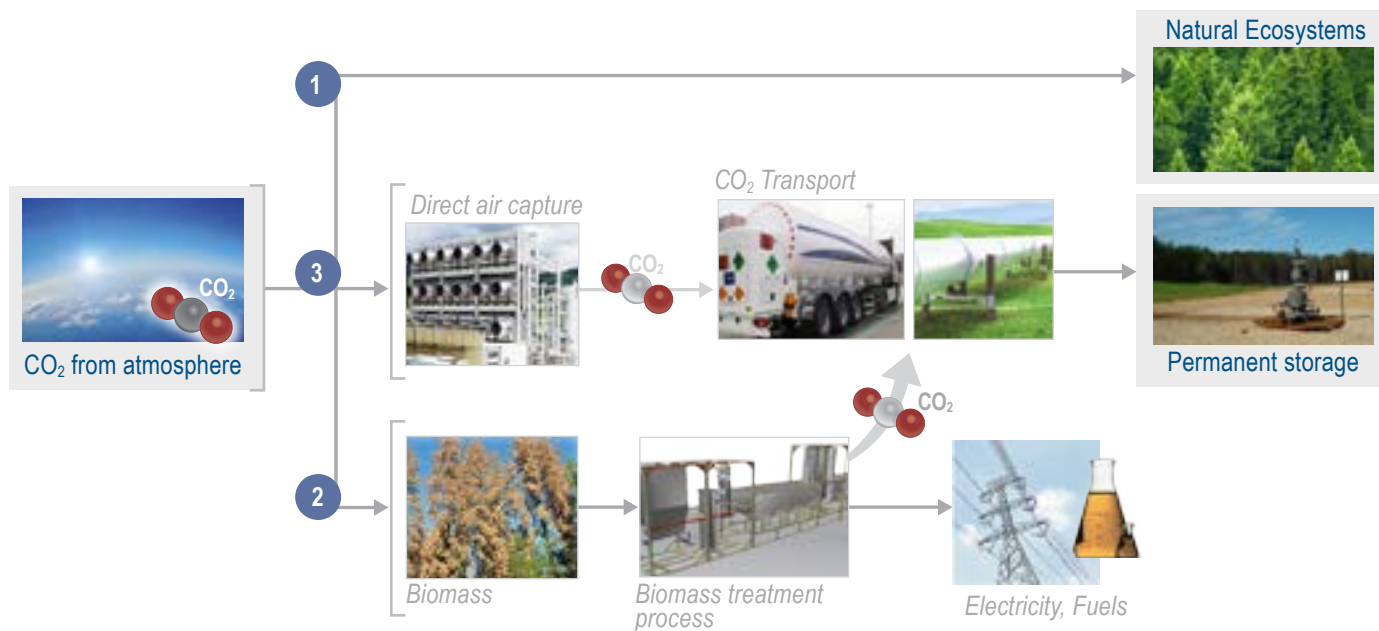 Natural Ecosystems
1
CO₂ Transport
Direct air capture
CO₂
3
CO₂
CO₂ from atmosphere
Permanent storage
CO₂
2
Biomass
Biomass treatment
process
Electricity, Fuels